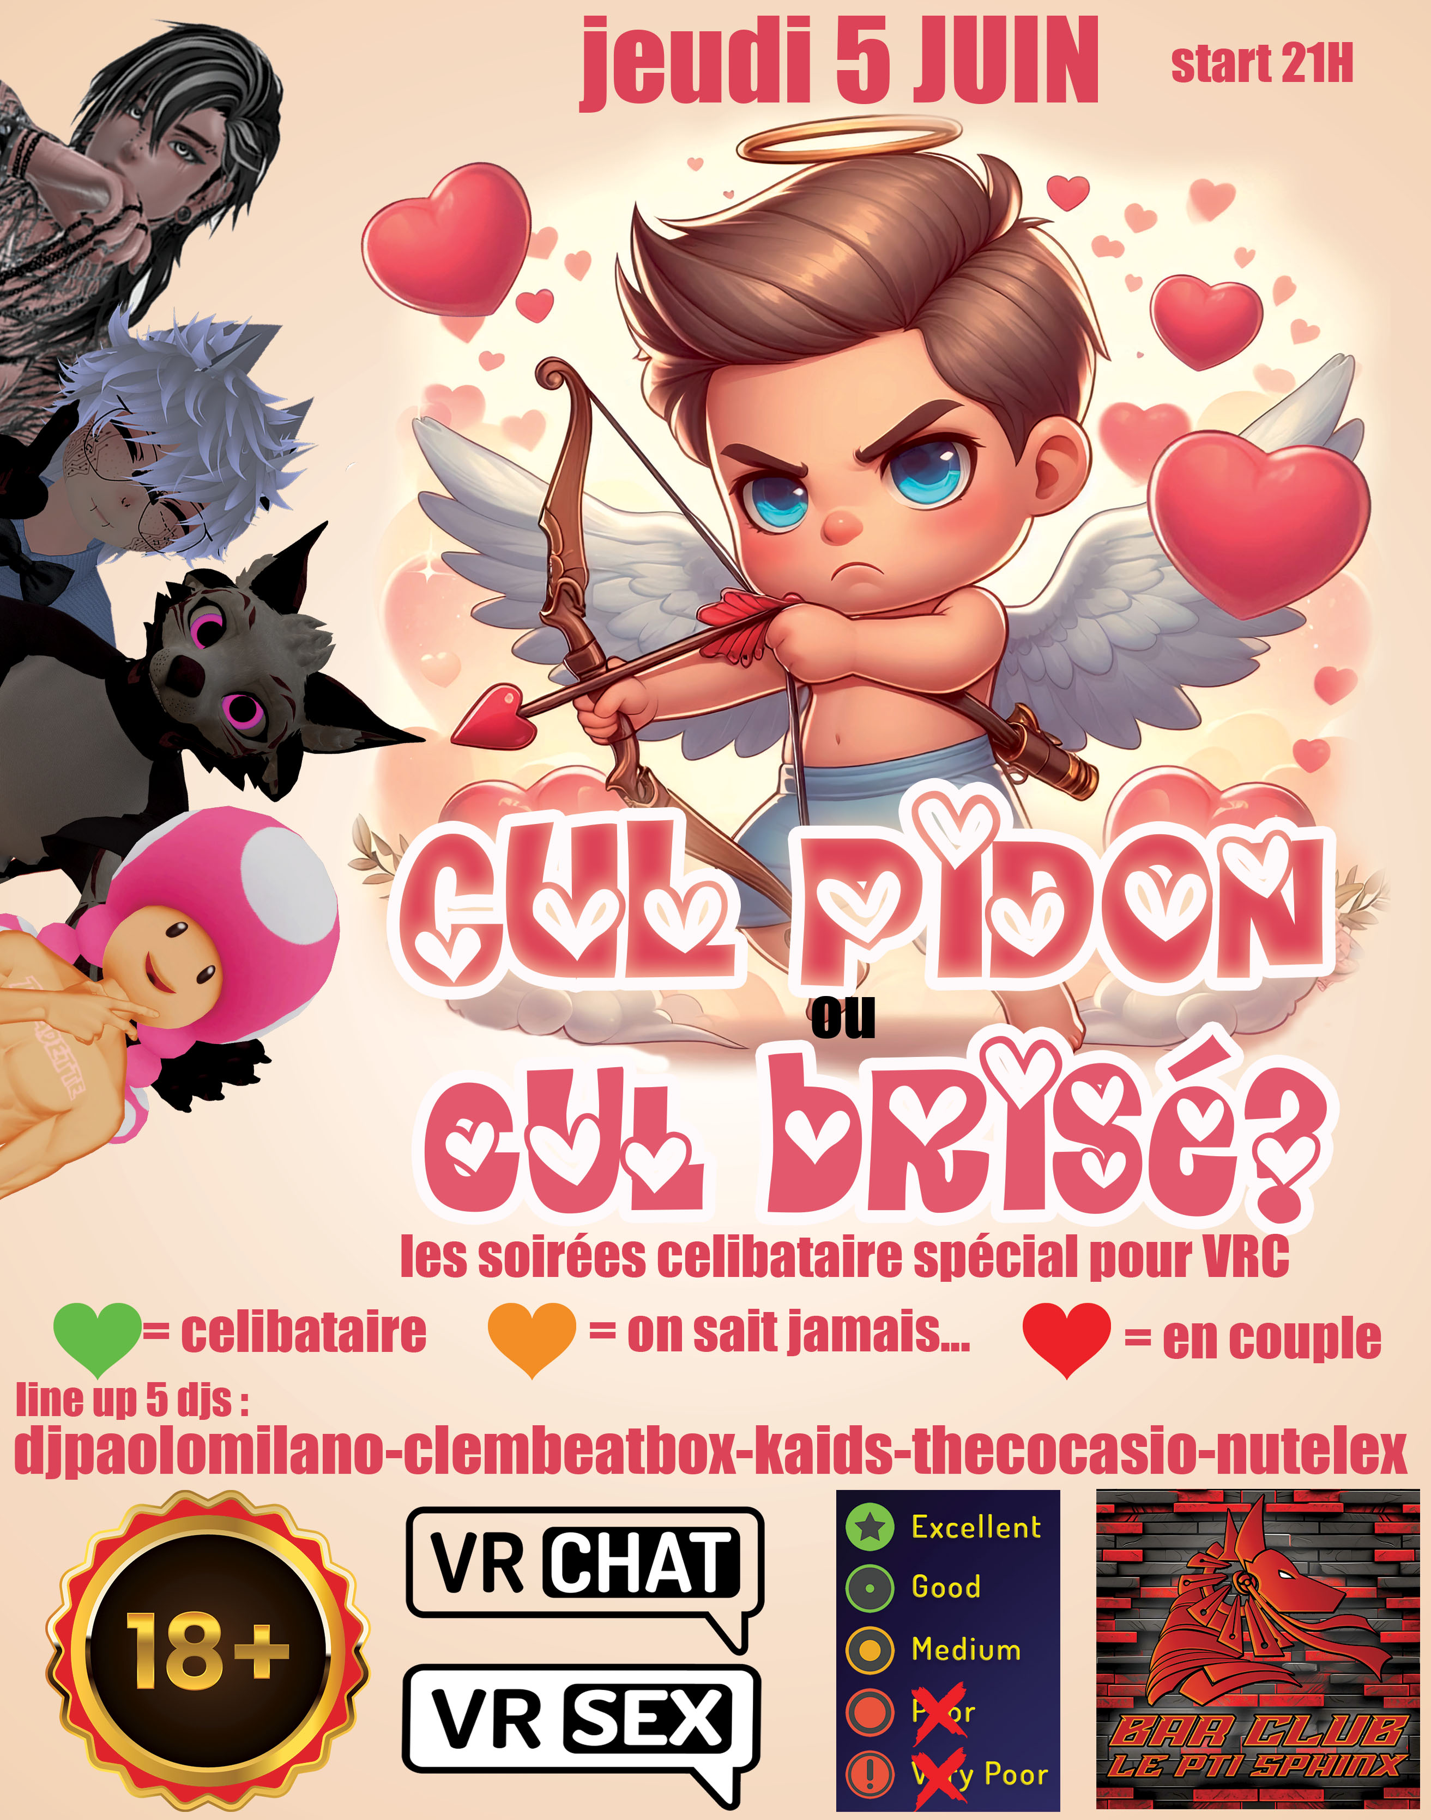 jeudi 5 JUIN
start 21H
CUL PIDON
ou
CUL bRISÉ?
les soirées celibataire spécial pour VRC
= celibataire
= on sait jamais...
= en couple
line up 5 djs :
djpaolomilano-clembeatbox-kaids-thecocasio-nutelex
18+
VR CHAT
VR SEX
Excellent
Good
Medium
Poor
Very Poor
BAR CLUB
LE PTI SPHINX